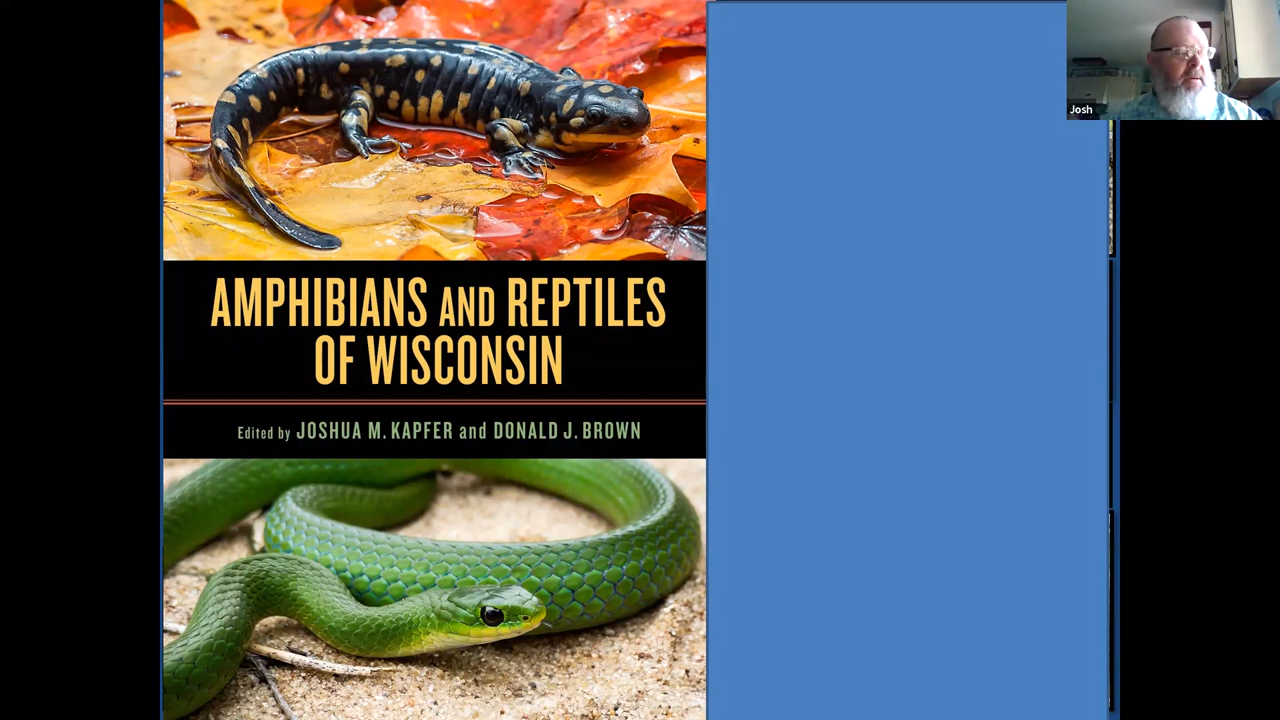 AMPHIBIANS AND REPTILES
OF WISCONSIN
Edited by JOSHUA M. KAPFER and DONALD J. BROWN
Josh